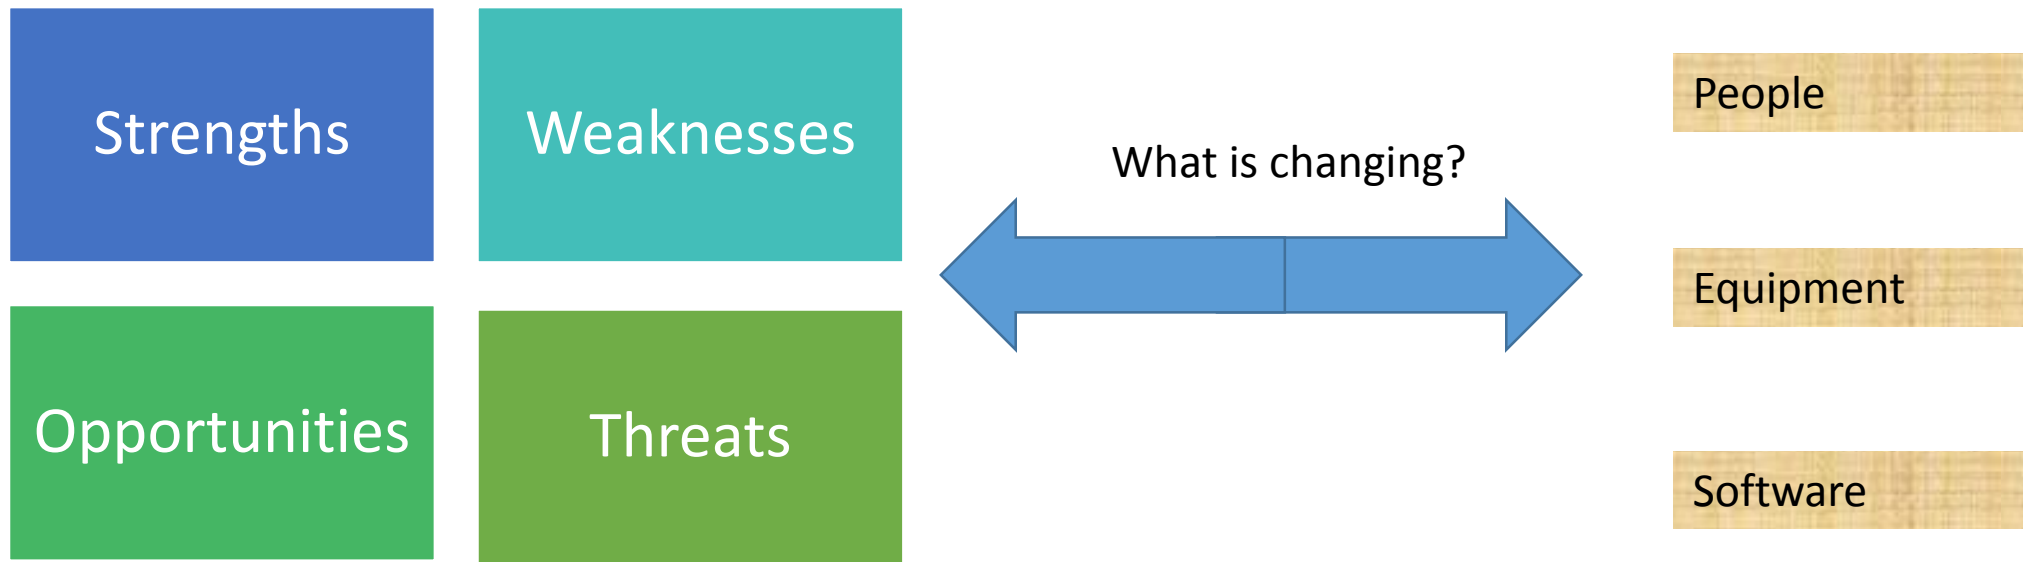 Strengths
Weaknesses
Opportunities
Threats
What is changing?
People
Equipment
Software